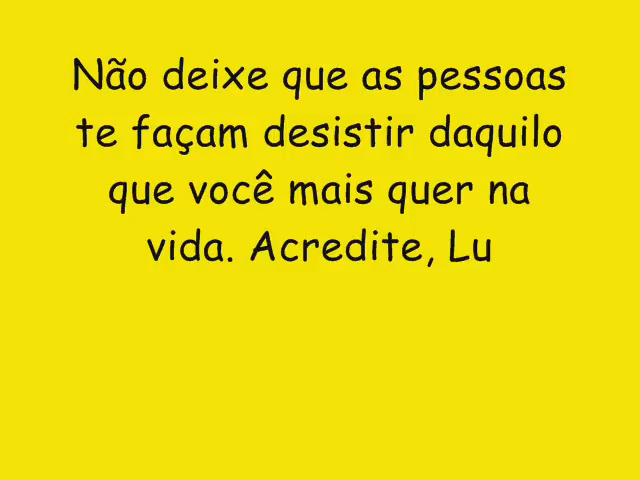 Não deixe que as pessoas
te façam desistir daquilo
que você mais quer na
vida. Acredite, Lu